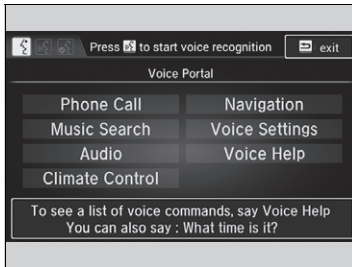 Press to start voice recognition
exit
Voice Portal
Phone Call
Navigation
Music Search
Voice Settings
Audio
Voice Help
Climate Control
To see a list of voice commands, say Voice Help
You can also say : What time is it?